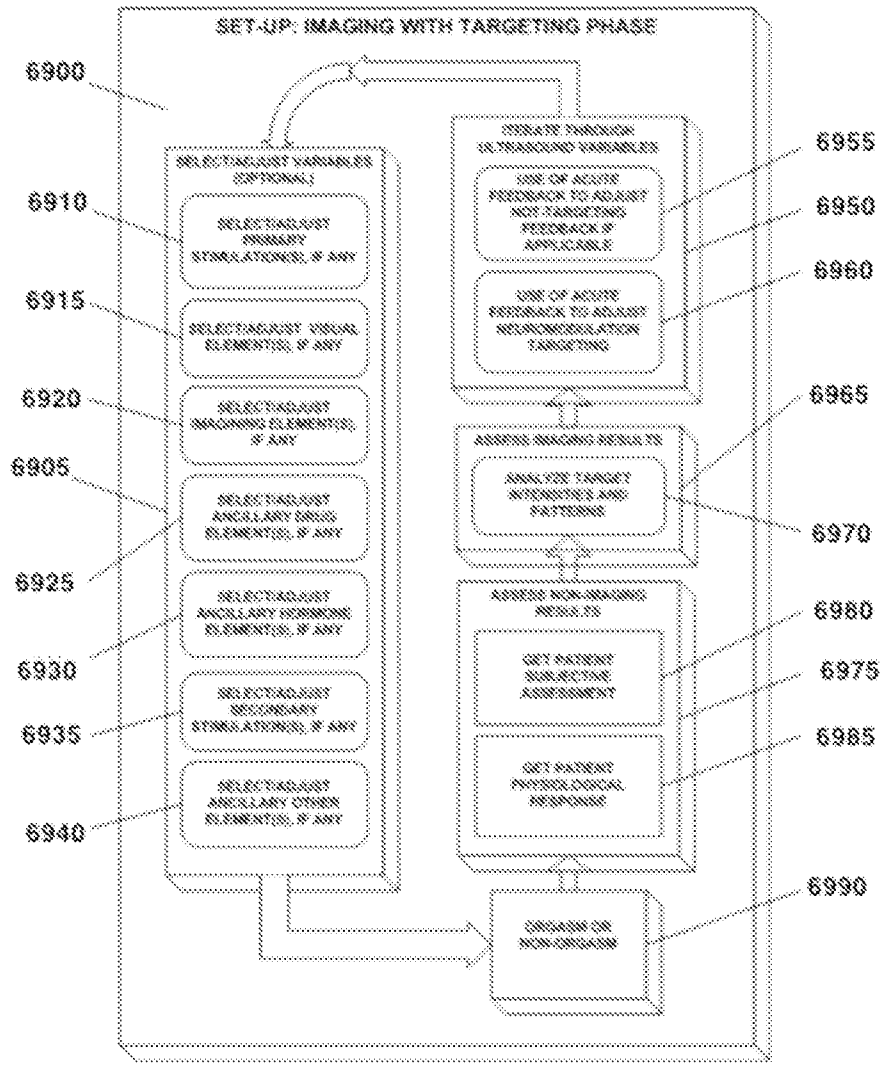 SET-UP: IMAGING WITH TARGETING PHASE
6900
SELECT/ADJUST VARIABLES
(OPTIONAL)
6910
SELECT/ADJUST
PRIMARY
STIMULATION(S), IF ANY
6915
SELECT/ADJUST VISUAL
ELEMENT(S), IF ANY
6920
SELECT/ADJUST
IMAGINING ELEMENT(S),
IF ANY
6905
SELECT/ADJUST
ANCILLARY DRUG
ELEMENT(S), IF ANY
6925
SELECT/ADJUST
ANCILLARY HORMONE
ELEMENT(S), IF ANY
6930
SELECT/ADJUST
SECONDARY
STIMULATION(S), IF ANY
6935
SELECT/ADJUST
ANCILLARY OTHER
ELEMENT(S), IF ANY
6940
ITERATE THROUGH
ULTRASOUND VARIABLES
6955
USE OF ACUTE
FEEDBACK TO ADJUST
NOT-TARGETING
FEEDBACK IF
APPLICABLE
6950
6960
USE OF ACUTE
FEEDBACK TO ADJUST
NEUROMODULATION
TARGETING
6965
ASSESS IMAGING RESULTS
ANALYZE TARGET
INTENSITIES AND
PATTERNS
6970
ASSESS NON-IMAGING
RESULTS
6980
GET PATIENT
SUBJECTIVE
ASSESSMENT
6975
6985
GET PATIENT
PHYSIOLOGICAL
RESPONSE
6990
ORGASM OR
NON-ORGASM